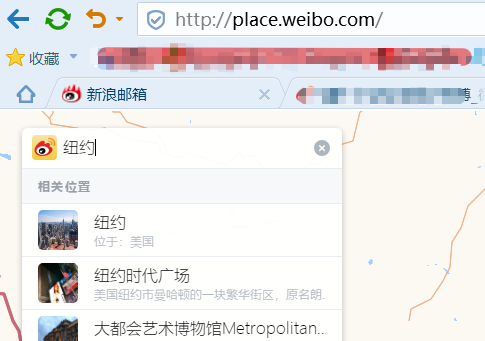 http://place.weibo.com/
收藏
新浪邮箱
博_
纽约
相关位置
纽约
位于：美国
纽约时代广场
美国纽约市曼哈顿的一块繁华街区，原名朗..
大都会艺术博物馆Metropolitan..